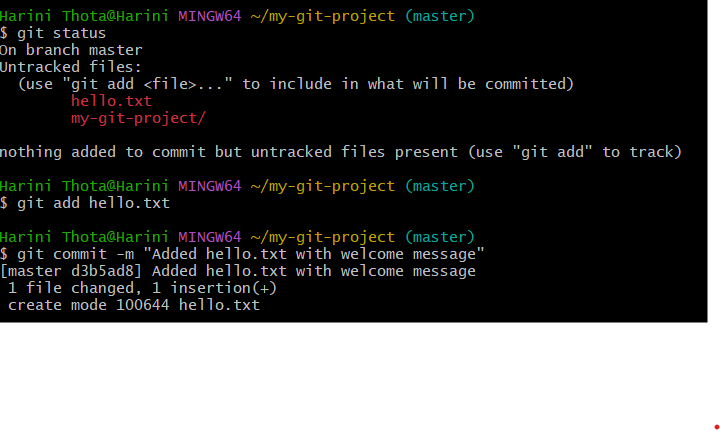 Harini Thota@Harini MINGW64 ~/my-git-project (master)
$ git status
On branch master
Untracked files:
  (use "git add <file>..." to include in what will be committed)
        hello.txt
        my-git-project/

nothing added to commit but untracked files present (use "git add" to track)

Harini Thota@Harini MINGW64 ~/my-git-project (master)
$ git add hello.txt

Harini Thota@Harini MINGW64 ~/my-git-project (master)
$ git commit -m "Added hello.txt with welcome message"
[master d3b5ad8] Added hello.txt with welcome message
 1 file changed, 1 insertion(+)
 create mode 100644 hello.txt